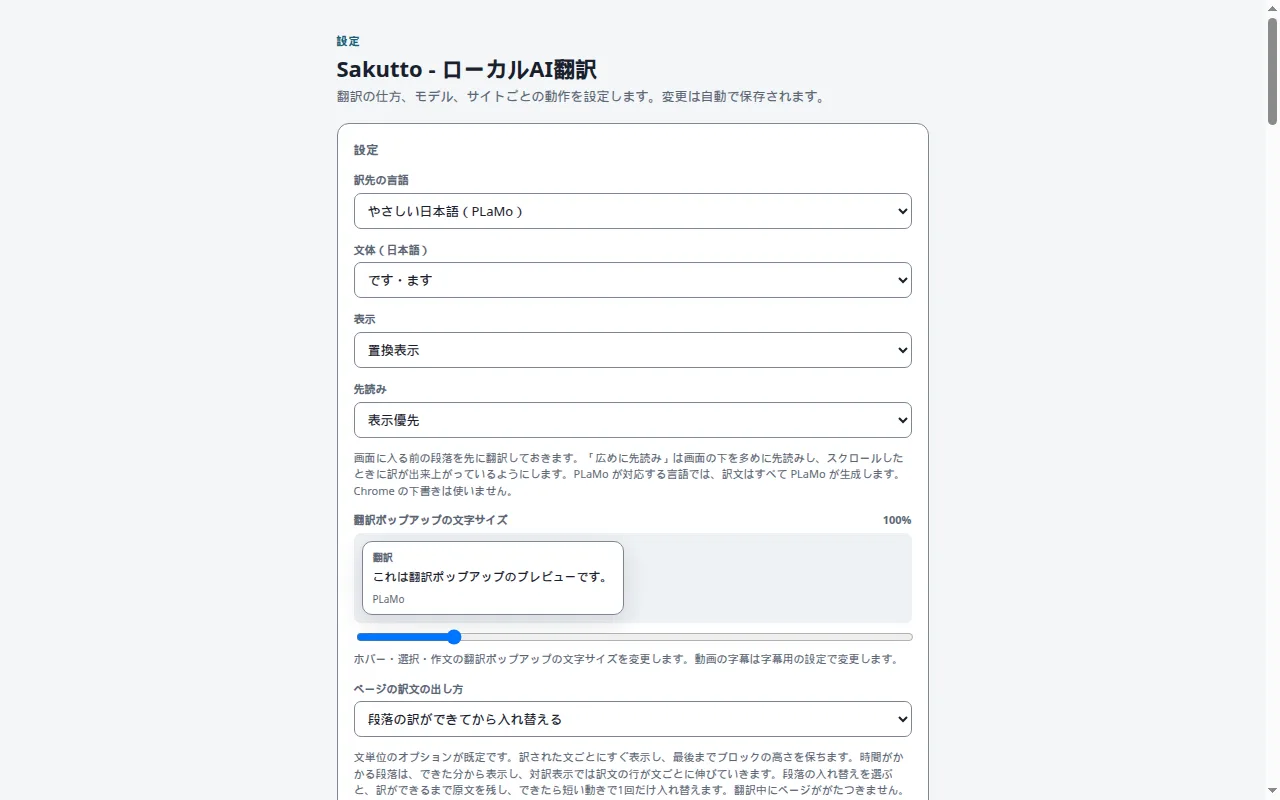 設定
Sakutto - ローカルAI翻訳
翻訳の仕方、モデル、サイトごとの動作を設定します。変更は自動で保存されます。
設定
訳先の言語
やさしい日本語（PLaMo）
文体（日本語）
です・ます
表示
置換表示
先読み
表示優先
画面に入る前の段落を先に翻訳しておきます。「広めに先読み」は画面の下を多めに先読みし、スクロールした
ときに訳が出来上がっているようにします。PLaMo が対応する言語では、訳文はすべて PLaMo が生成します。
Chrome の下書きは使いません。
翻訳ポップアップの文字サイズ 100%
翻訳
これは翻訳ポップアップのプレビューです。
PLaMo
ホバー・選択・作文の翻訳ポップアップの文字サイズを変更します。動画の字幕は字幕用の設定で変更します。
ページの訳文の出し方
段落の訳ができてから入れ替える
文単位のオプションが既定です。訳された文ごとにすぐ表示し、最後までブロックの高さを保ちます。時間がか
かる段落は、できた分から表示し、対訳表示では訳文の行が文ごとに伸びていきます。段落の入れ替えを選ぶ
と、訳ができるまで原文を残し、できたら短い動きで1回だけ入れ替えます。翻訳中にページががたつきません。